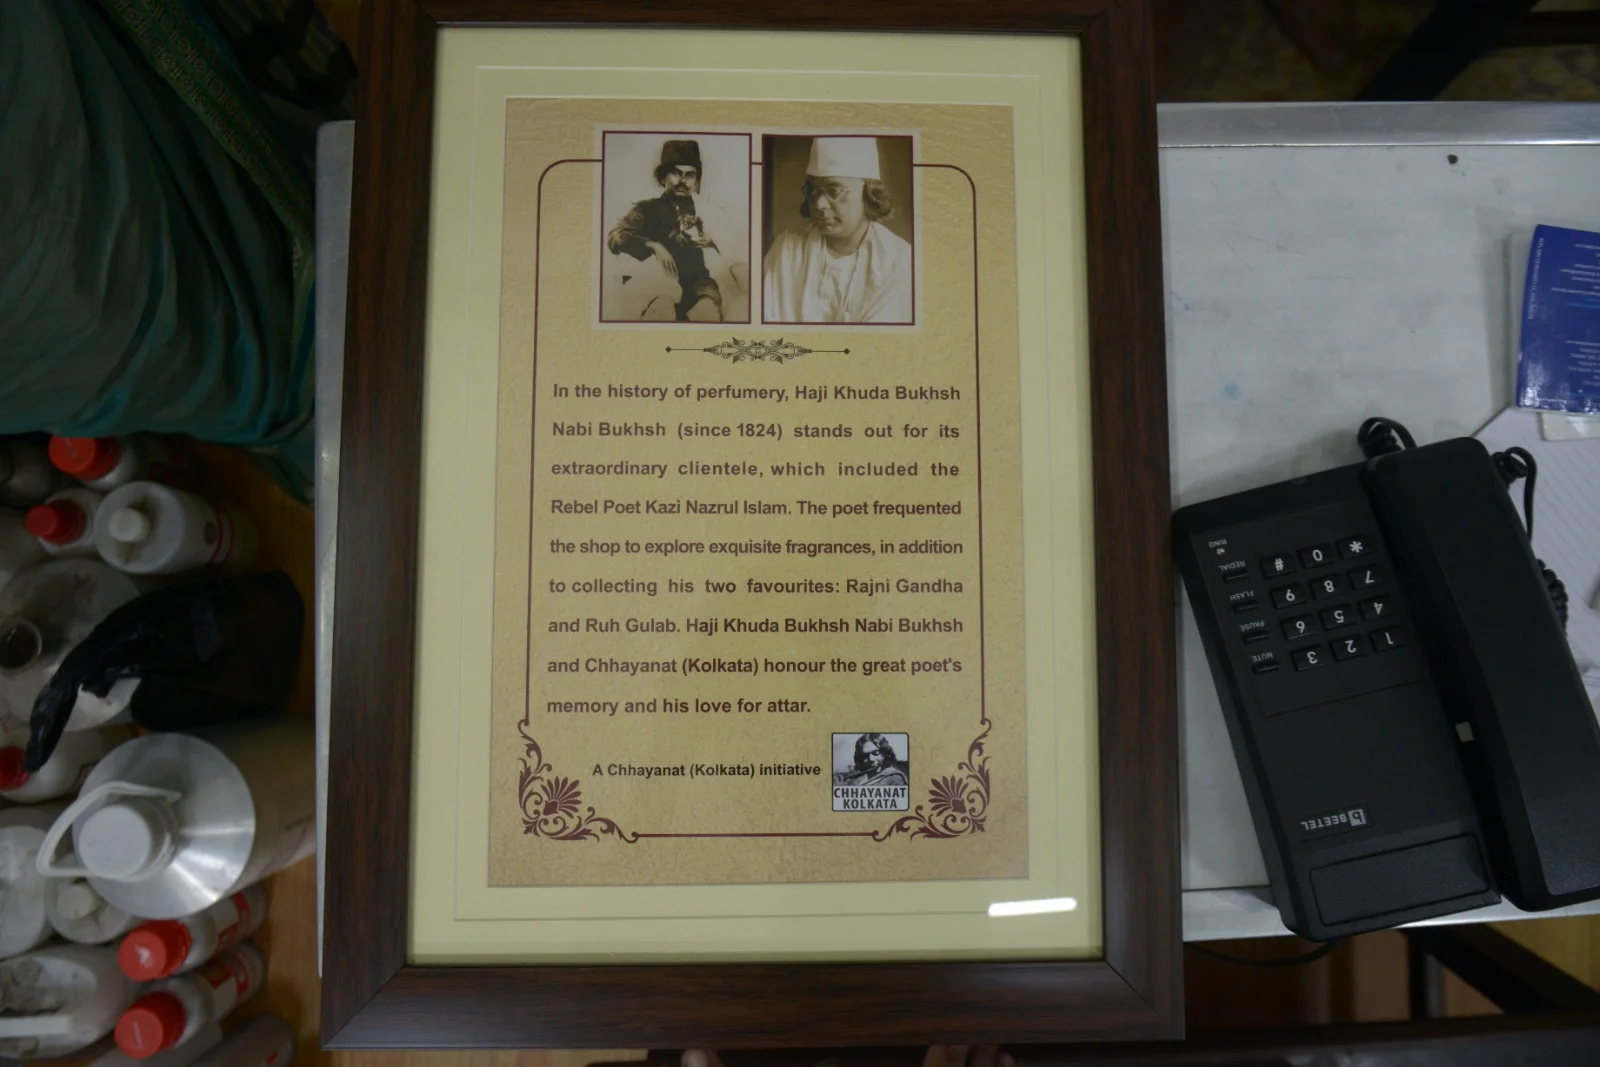 In the history of perfumery, Haji Khuda Bukhsh
Nabi Bukhsh (since 1824) stands out for its
extraordinary clientele, which included the
Rebel Poet Kazi Nazrul Islam. The poet frequented
the shop to explore exquisite fragrances, in addition
to collecting his two favourites: Rajni Gandha
and Ruh Gulab. Haji Khuda Bukhsh Nabi Bukhsh
and Chhayanat (Kolkata) honour the great poet's
memory and his love for attar.
A Chhayanat (Kolkata) initiative
CHHAYANAT
KOLKATA
BEETEL
MUTE 1 2 3
PAUSE 4 5 6
FLASH 7 8 9
REDIAL * 0 #
RING